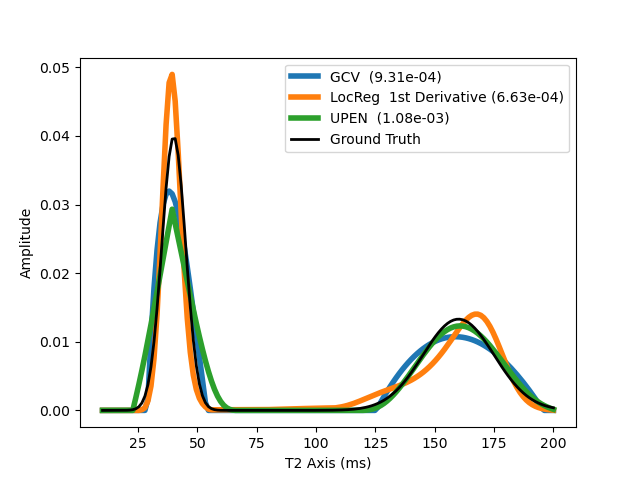 0.05
0.04
0.03
0.02
0.01
0.00
Amplitude
GCV (9.31e-04)
LocReg 1st Derivative (6.63e-04)
UPEN (1.08e-03)
Ground Truth
25 50 75 100 125 150 175 200
T2 Axis (ms)